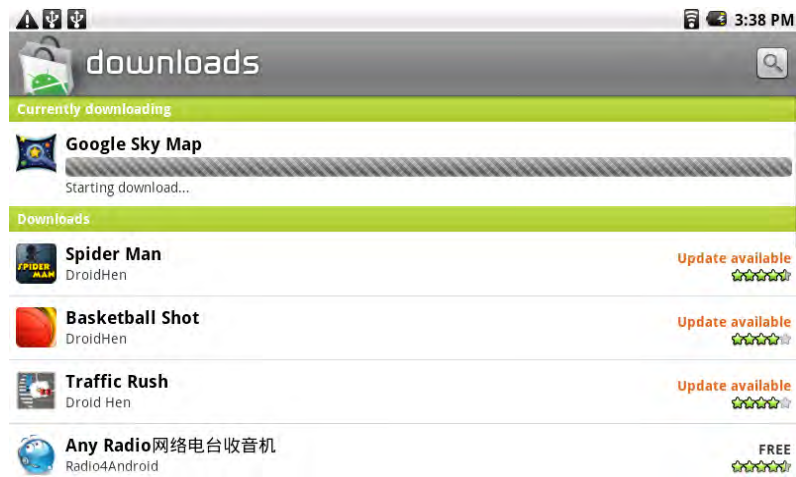 3:38 PM
downloads
Currently downloading
Google Sky Map
Starting download...
Downloads
SPIDER MAN
Spider Man
DroidHen
Update available
Basketball Shot
DroidHen
Update available
Traffic Rush
Droid Hen
Update available
Any Radio网络电台收音机
Radio4Android
FREE